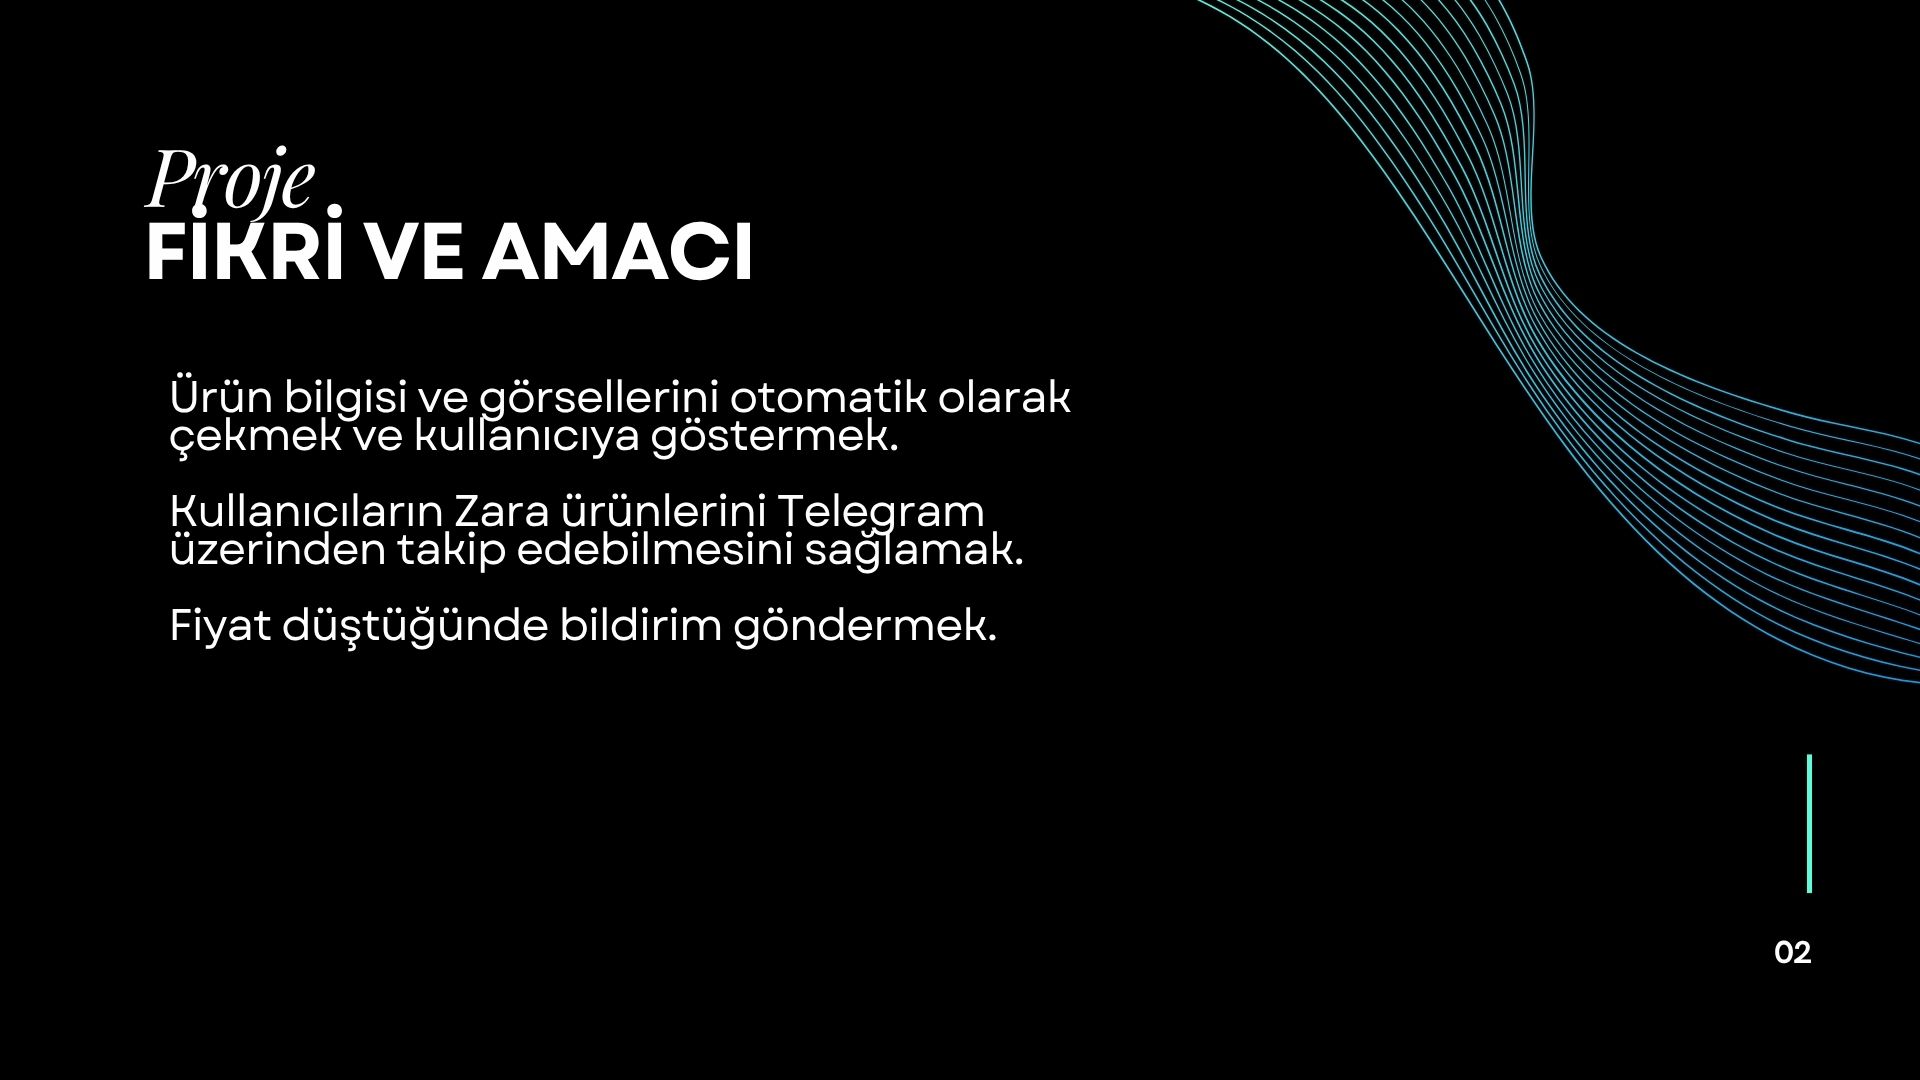 Proje
FİKRİ VE AMACI
Ürün bilgisi ve görsellerini otomatik olarak
çekmek ve kullanıcıya göstermek.
Kullanıcıların Zara ürünlerini Telegram
üzerinden takip edebilmesini sağlamak.
Fiyat düştüğünde bildirim göndermek.
02